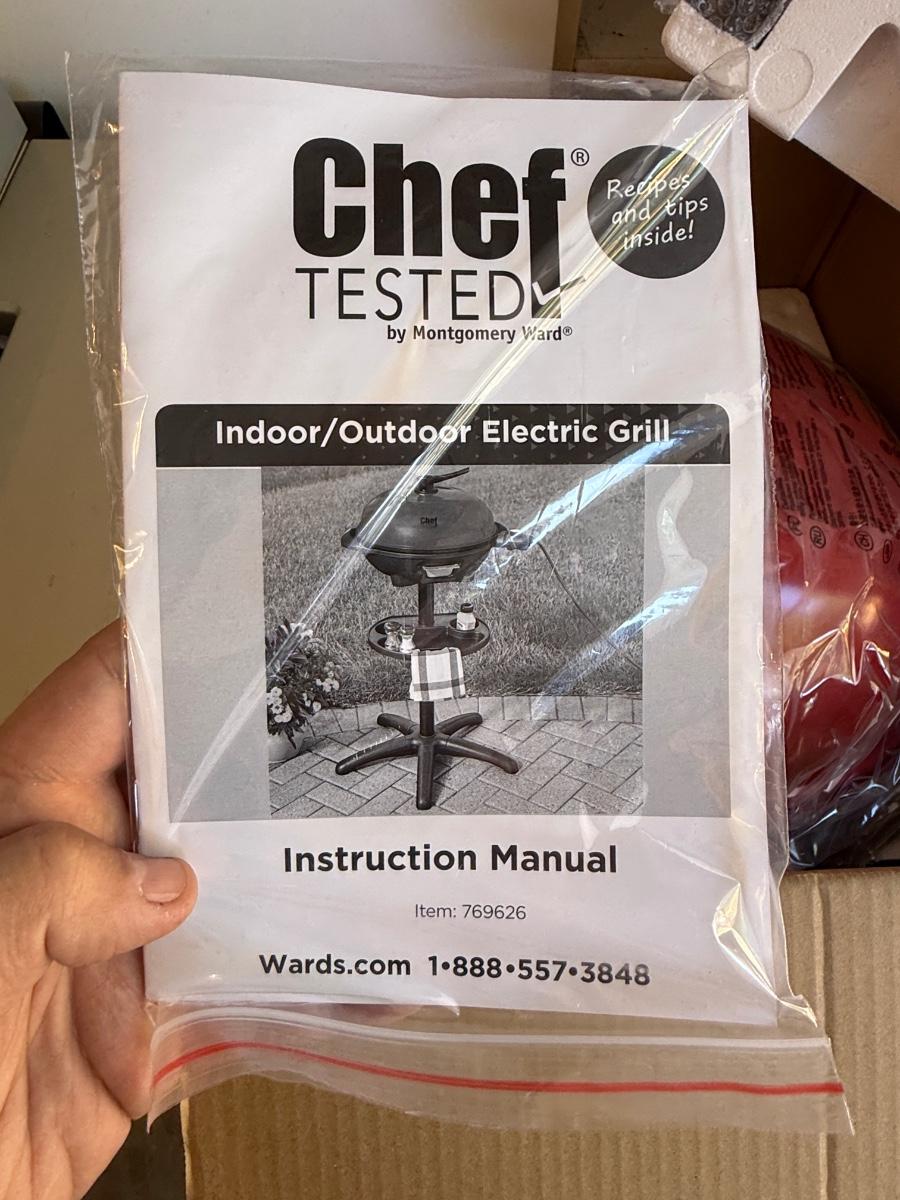 Chef®
TESTED
by Montgomery Ward®
Recipes
and tips
inside!
Indoor/Outdoor Electric Grill
Chef
Instruction Manual
Item: 769626
Wards.com 1•888•557•3848